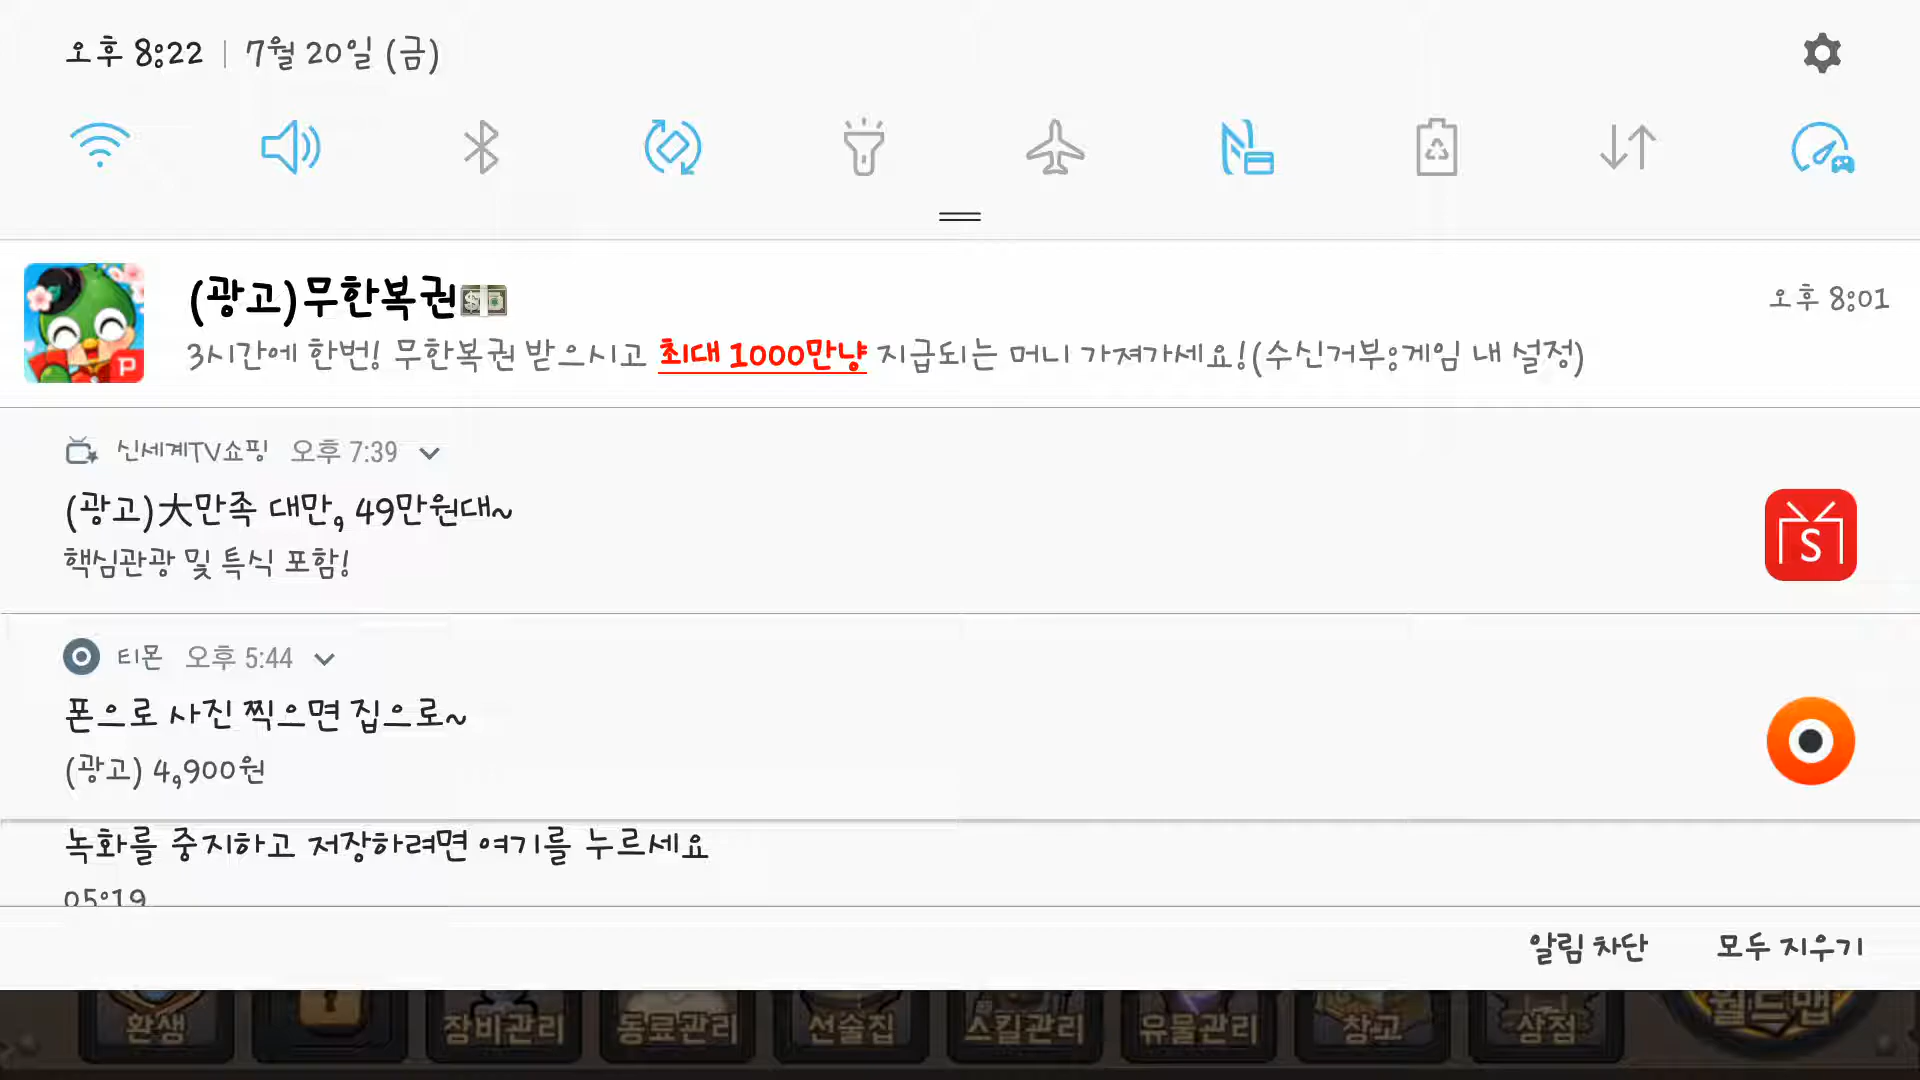 오후 8:22 | 7월 20일 (금)
(광고)무한복권💵
오후 8:01
3시간에 한번! 무한복권 받으시고 최대 1000만냥 지급되는 머니 가져가세요!(수신거부:게임 내 설정)
P
신세계TV쇼핑 오후 7:39
(광고)大만족 대만, 49만원대~
핵심관광 및 특식 포함!
S
티몬 오후 5:44
폰으로 사진 찍으면 집으로~
(광고) 4,900원
녹화를 중지하고 저장하려면 여기를 누르세요
05:19
알림 차단 모두 지우기
환생 장비관리 동료관리 선술집 스킬관리 유물관리 창고 상점 월드맵